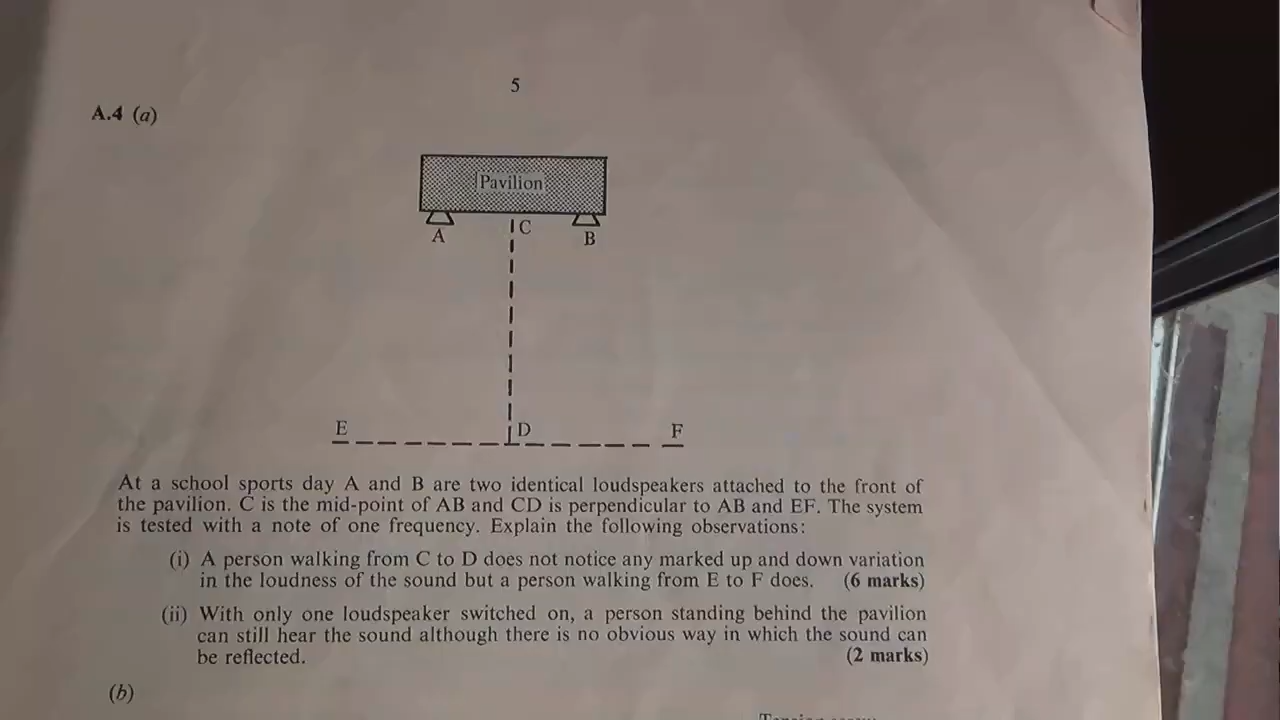 5
A.4 (a)
Pavilion
A
C
B
E
D
F
At a school sports day A and B are two identical loudspeakers attached to the front of
the pavilion. C is the mid-point of AB and CD is perpendicular to AB and EF. The system
is tested with a note of one frequency. Explain the following observations:
(i) A person walking from C to D does not notice any marked up and down variation
in the loudness of the sound but a person walking from E to F does. (6 marks)
(ii) With only one loudspeaker switched on, a person standing behind the pavilion
can still hear the sound although there is no obvious way in which the sound can
be reflected. (2 marks)
(b)